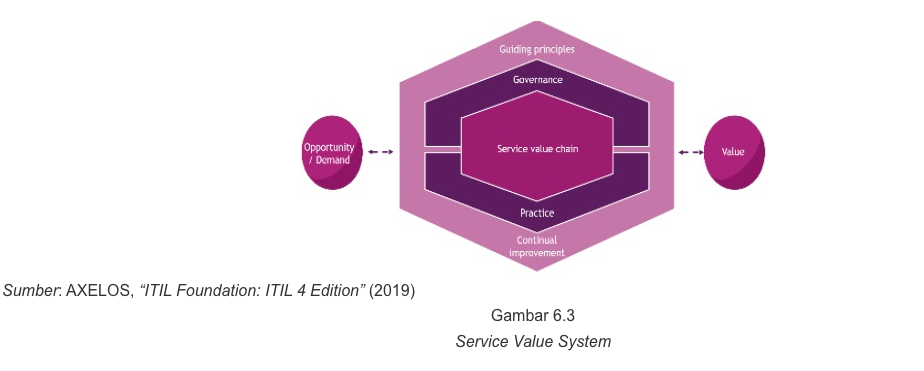 Guiding principles
Governance
Opportunity
/ Demand
Service value chain
Value
Practice
Continual
improvement
Sumber: AXELOS, “ITIL Foundation: ITIL 4 Edition” (2019)
Gambar 6.3
Service Value System